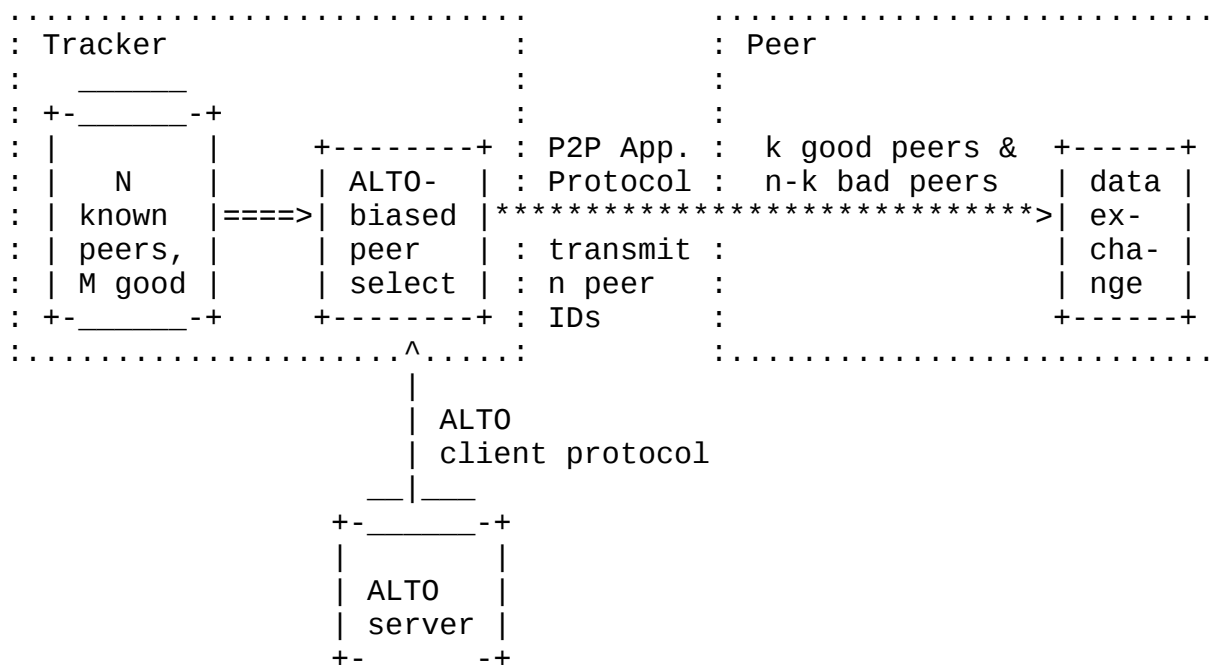 Tracker Peer
P2P App. k good peers &
N ALTO- Protocol n-k bad peers data
known biased ex-
peers, peer transmit cha-
M good select n peer nge
IDs
ALTO
client protocol
ALTO
server